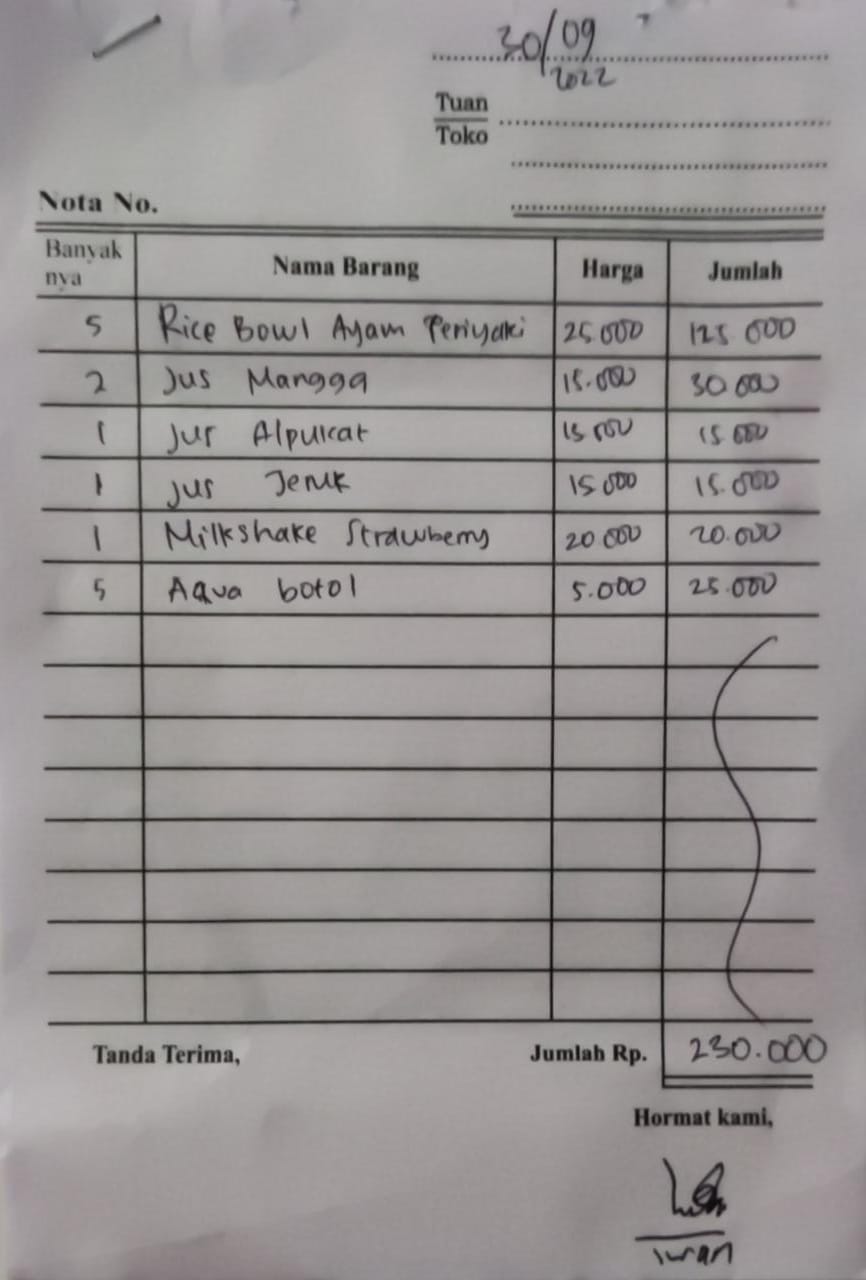 30/09
2022
Tuan
Toko
Nota No.
Banyak nya Nama Barang Harga Jumlah
5 Rice Bowl Ayam Teriyaki 25.000 125.000
2 Jus Mangga 15.000 30.000
1 Jus Alpukat 15.000 15.000
1 Jus Jeruk 15.000 15.000
1 Milkshake Strawberry 20.000 20.000
5 Aqua botol 5.000 25.000
Tanda Terima, Jumlah Rp. 230.000
Hormat kami,
iwan